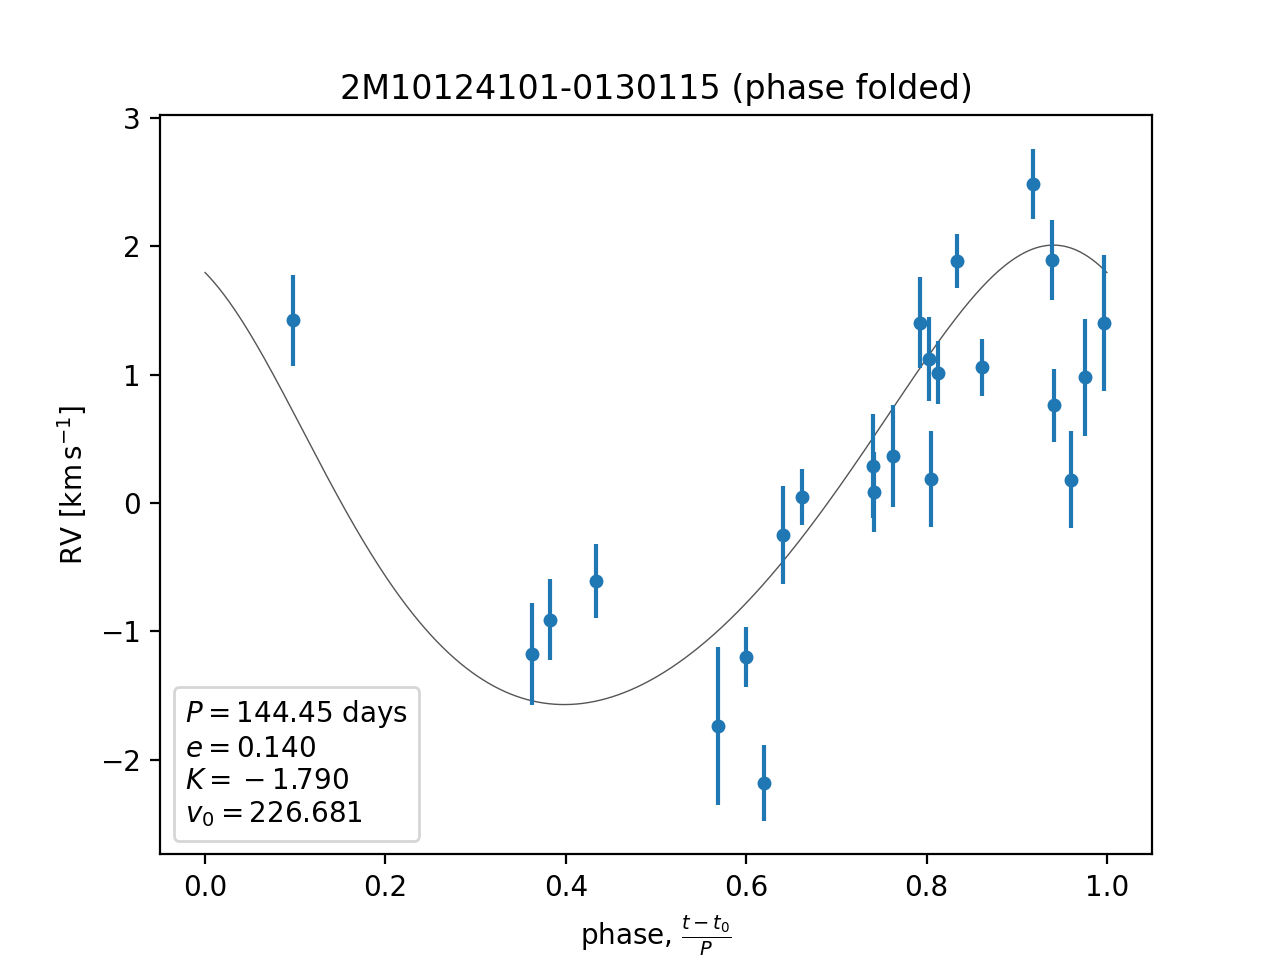 2M10124101-0130115 (phase folded)
3
2
1
0
−1
−2
RV [km s⁻¹]
P = 144.45 days
e = 0.140
K = −1.790
v₀ = 226.681
0.0 0.2 0.4 0.6 0.8 1.0
phase, (t − t₀)/P